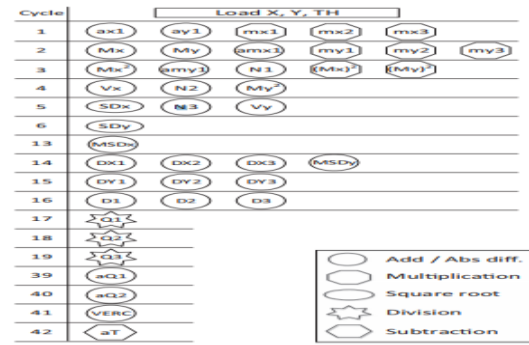 Cycle Load X, Y, TH
1 ax1 ay1 mx1 mx2 mx3
2 Mx My amx1 my1 my2 my3
3 Mx² amy1 N1 (Mx)² (My)²
4 Vx N2 My²
5 SDx N3 Vy
6 SDy
13 MSDx
14 DX1 DX2 DX3 MSDy
15 DY1 DY2 DY3
16 D1 D2 D3
17 Q1
18 Q2
19 Q3
39 aQ1
40 aQ2
41 VERC
42 aT
Add / Abs diff.
Multiplication
Square root
Division
Subtraction